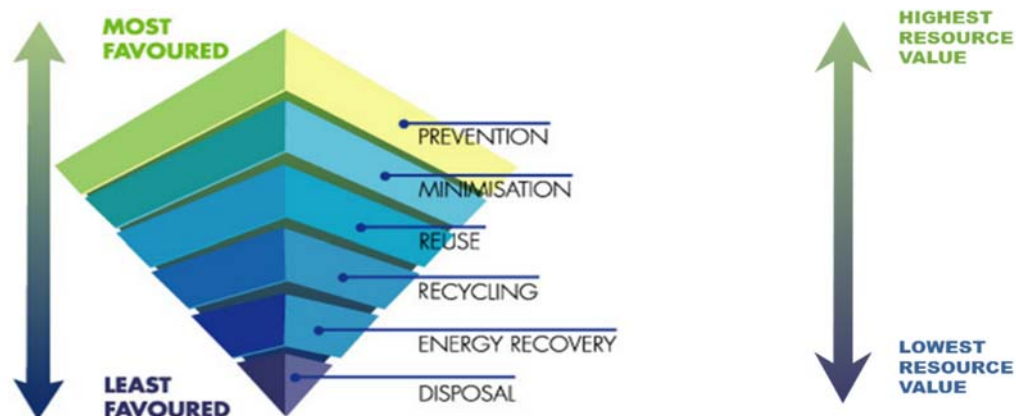 MOST
FAVOURED
PREVENTION
MINIMISATION
REUSE
RECYCLING
ENERGY RECOVERY
DISPOSAL
LEAST
FAVOURED
HIGHEST
RESOURCE
VALUE
LOWEST
RESOURCE
VALUE